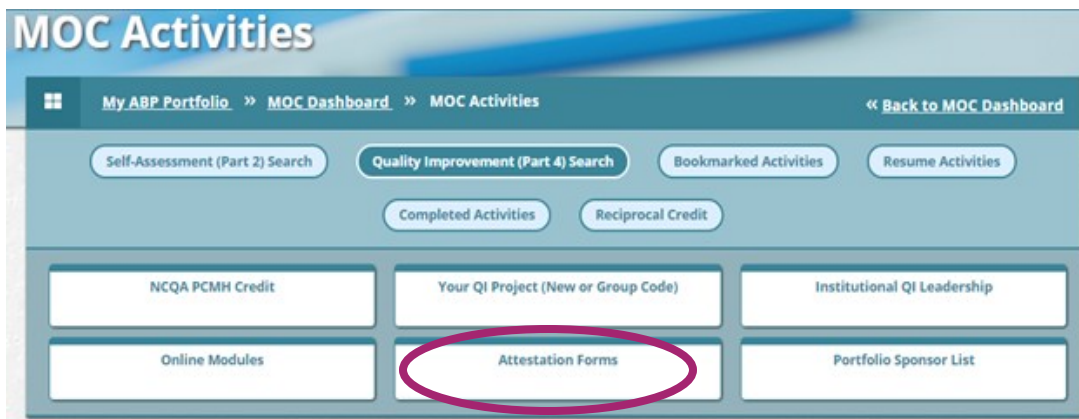 MOC Activities
My ABP Portfolio » MOC Dashboard » MOC Activities « Back to MOC Dashboard
Self-Assessment (Part 2) Search Quality Improvement (Part 4) Search Bookmarked Activities Resume Activities
Completed Activities Reciprocal Credit
NCQA PCMH Credit Your QI Project (New or Group Code) Institutional QI Leadership
Online Modules Attestation Forms Portfolio Sponsor List